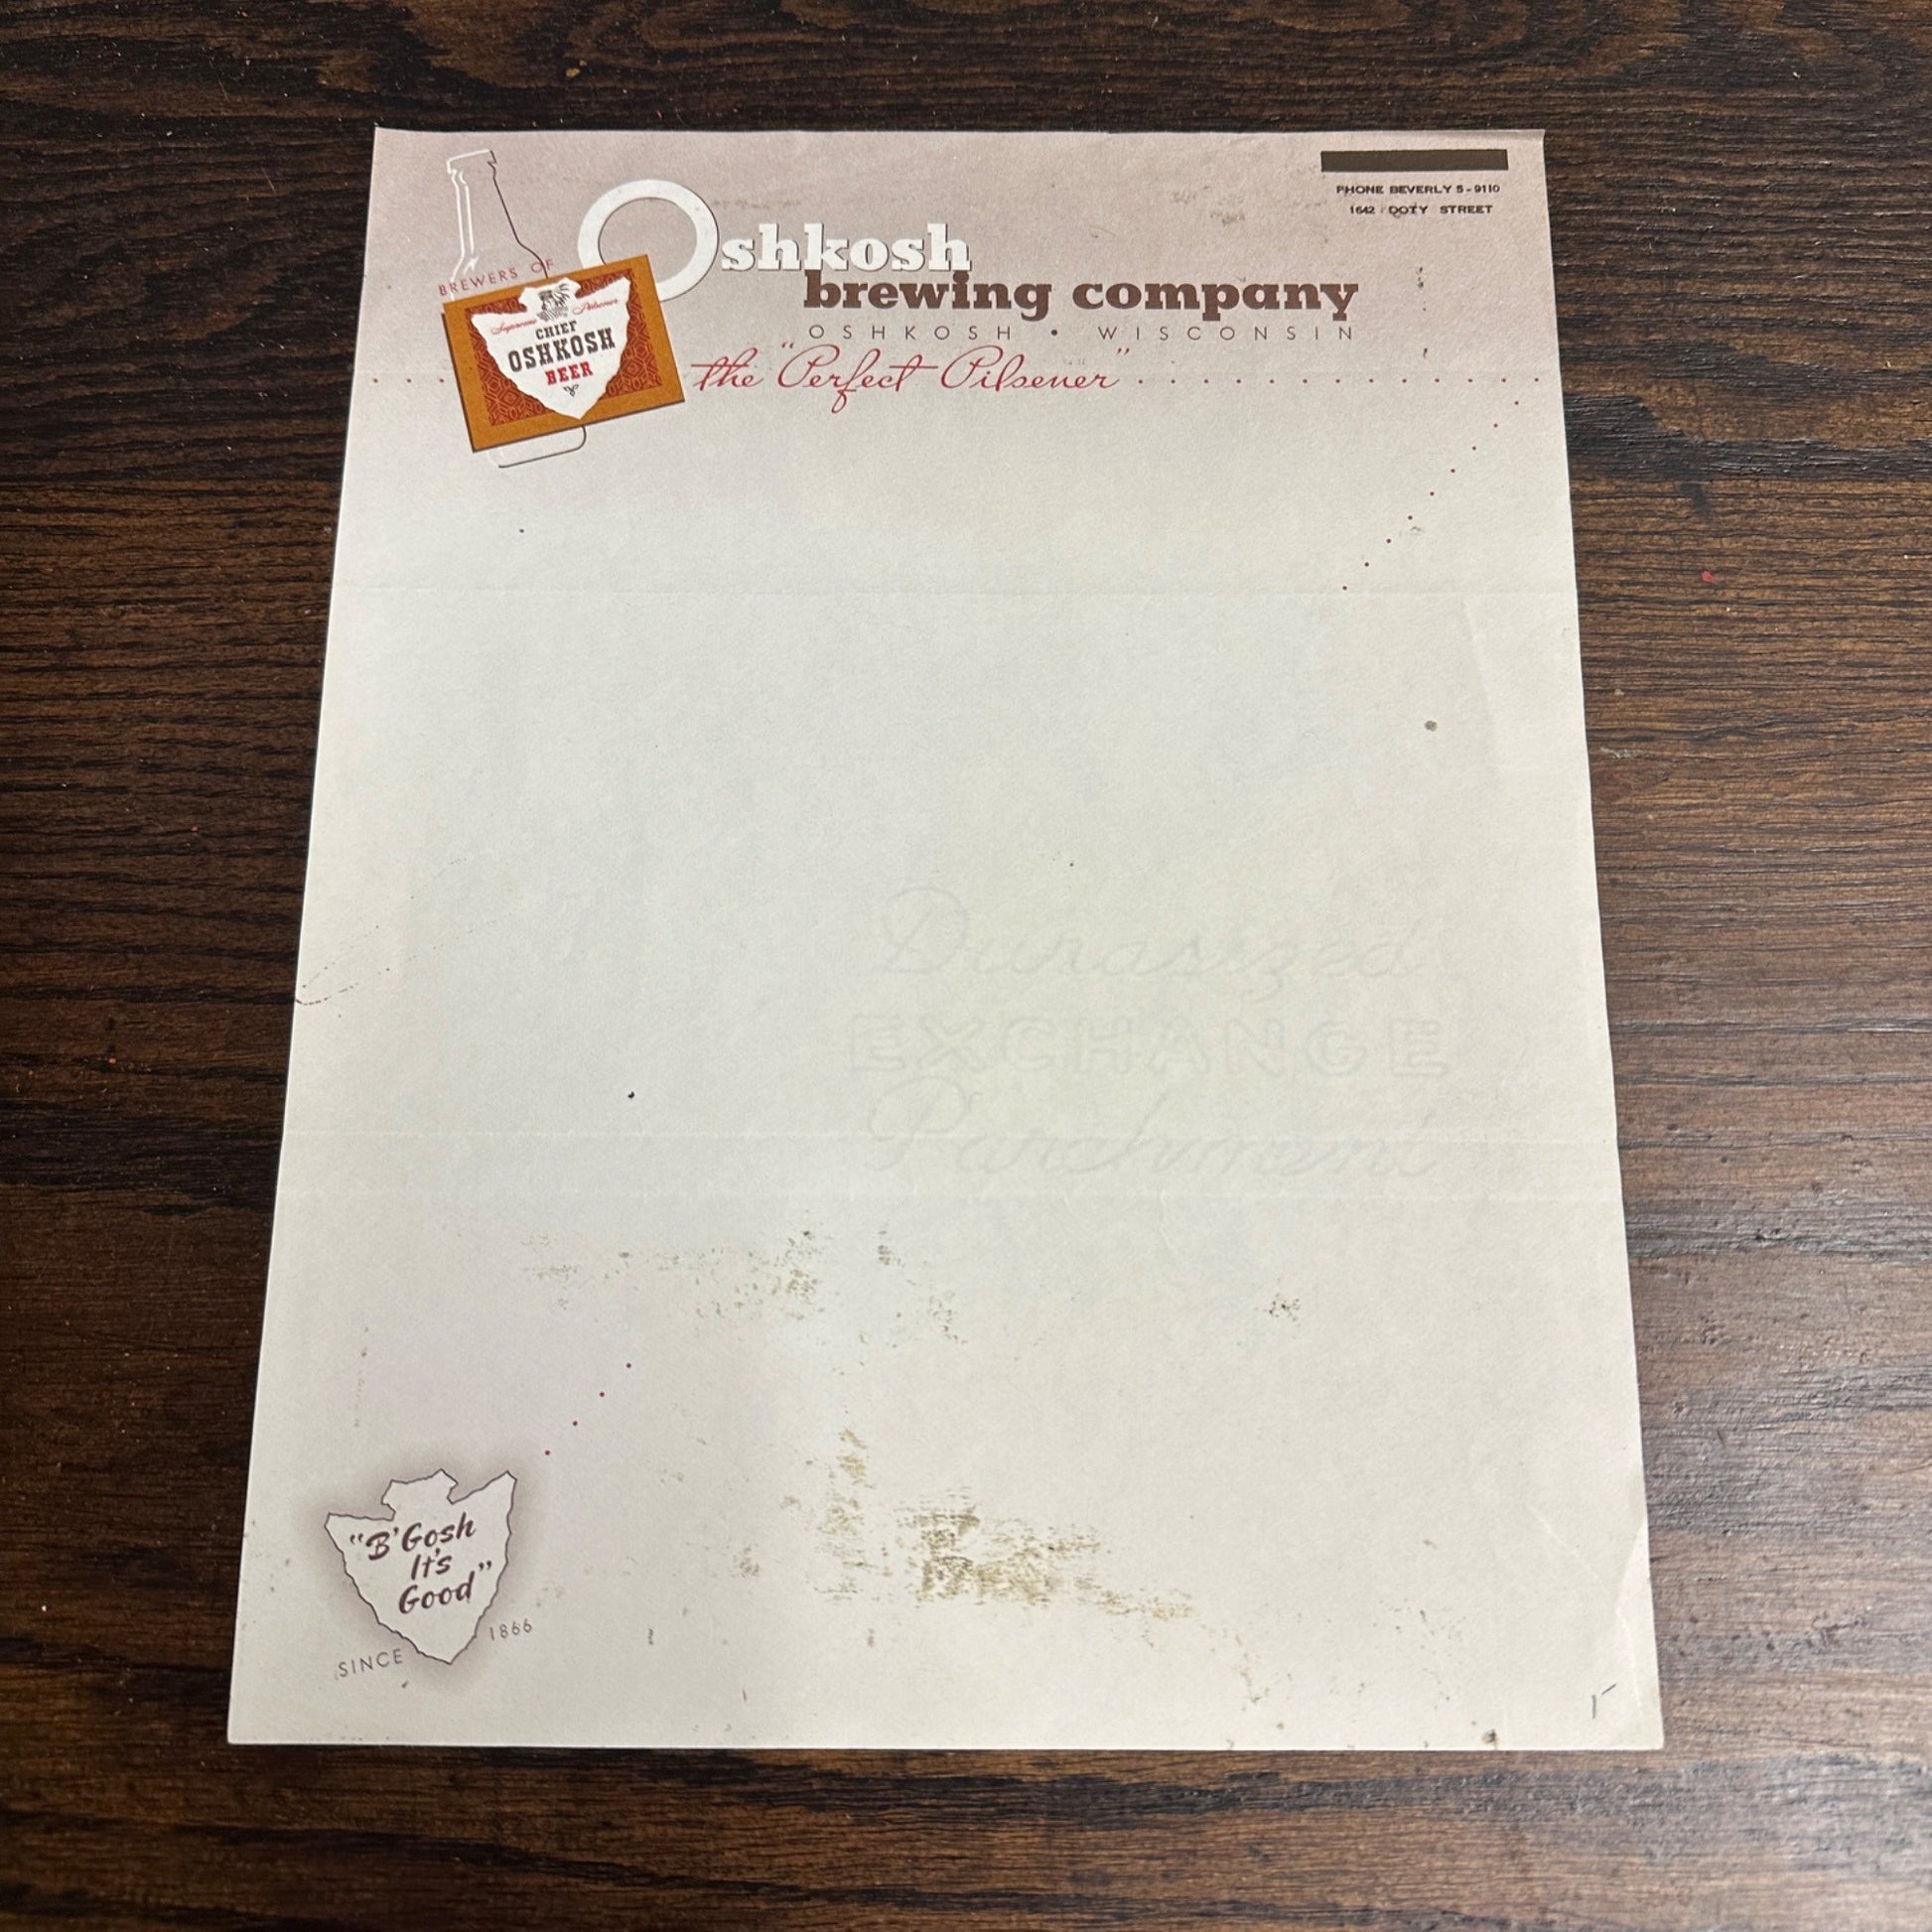 PHONE BEVERLY 5-9110
1642 DOTY STREET
Oshkosh
brewing company
OSHKOSH • WISCONSIN
the "Perfect Pilsener"
BREWERS OF
Supreme Pilsener
CHIEF
OSHKOSH
BEER
Durasized
EXCHANGE
Parchment
"B'Gosh
It's
Good"
SINCE 1866